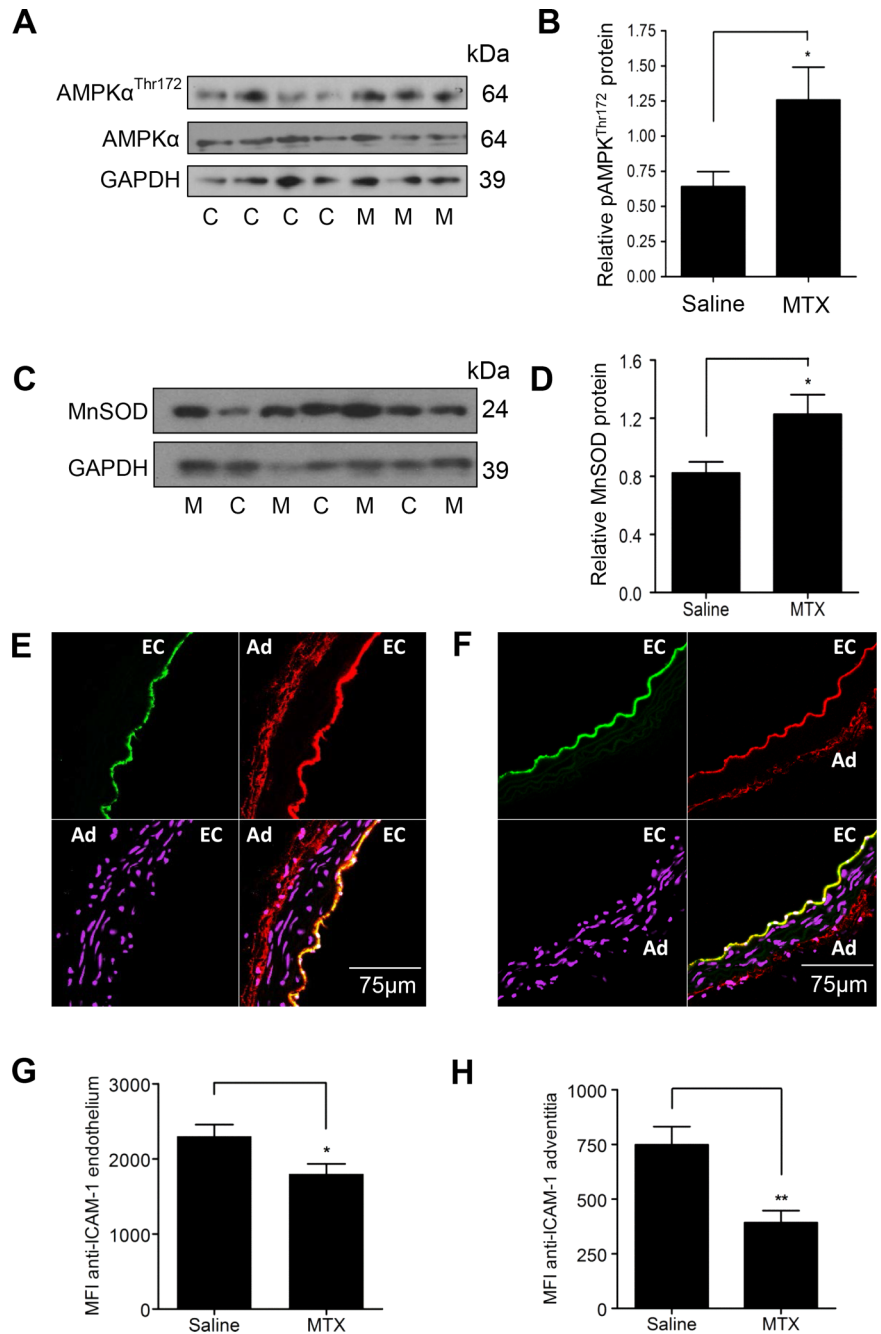 A
kDa
AMPKα^Thr172 64
AMPKα 64
GAPDH 39
C C C C M M M
B
Relative pAMPK^Thr172 protein
1.75
1.50
1.25
1.00
0.75
0.50
0.25
0.00
*
Saline MTX
C
kDa
MnSOD 24
GAPDH 39
M C M C M C M
D
Relative MnSOD protein
1.6
1.2
0.8
0.4
0.0
*
Saline MTX
E
EC Ad EC
Ad EC Ad EC
75μm
F
EC EC
Ad
EC EC
Ad Ad
75μm
G
MFI anti-ICAM-1 endothelium
3000
2000
1000
0
*
Saline MTX
H
MFI anti-ICAM-1 adventitia
1000
750
500
250
0
**
Saline MTX